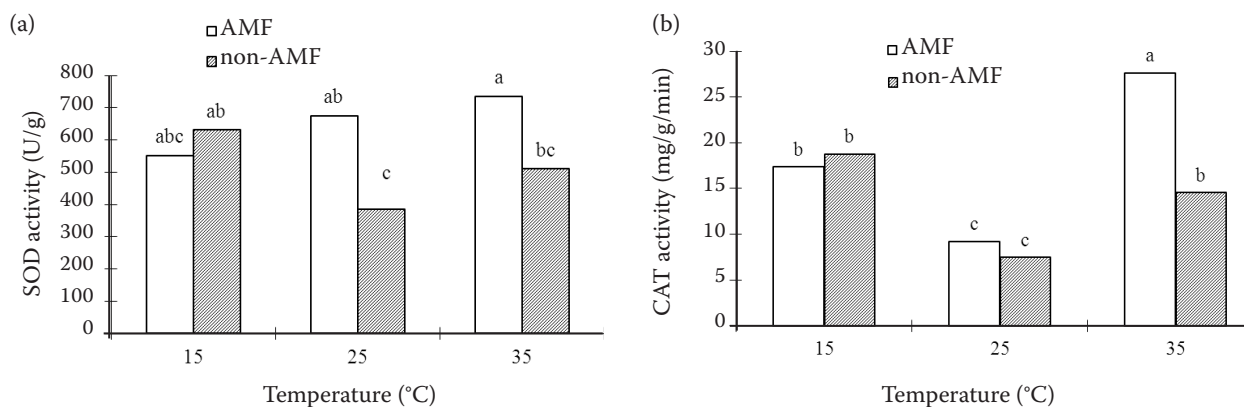 (a)
AMF
non-AMF
SOD activity (U/g)
800
700
600
500
400
300
200
100
0
abc
ab
ab
c
a
bc
15
25
35
Temperature (°C)
(b)
AMF
non-AMF
CAT activity (mg/g/min)
30
25
20
15
10
5
0
b
b
c
c
a
b
15
25
35
Temperature (°C)